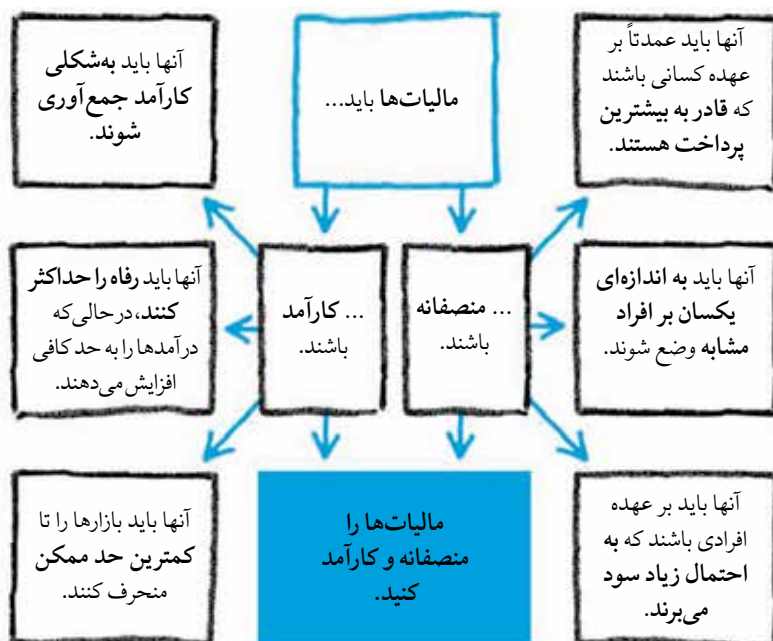 مالیات‌ها باید...
... منصفانه
باشند.
... کارآمد
باشند.
آنها باید عمدتاً بر
عهده کسانی باشند
که قادر به بیشترین
پرداخت هستند.
آنها باید به اندازه‌ای
یکسان بر افراد
مشابه وضع شوند.
آنها باید بر عهده
افرادی باشند که به
احتمال زیاد سود
می‌برند.
آنها باید به‌شکلی
کارآمد جمع‌آوری
شوند.
آنها باید رفاه را حداکثر
کنند، درحالی‌که
درآمدها را به حد کافی
افزایش می‌دهند.
آنها باید بازارها را تا
کمترین حد ممکن
منحرف کنند.
مالیات‌ها را
منصفانه و کارآمد
کنید.